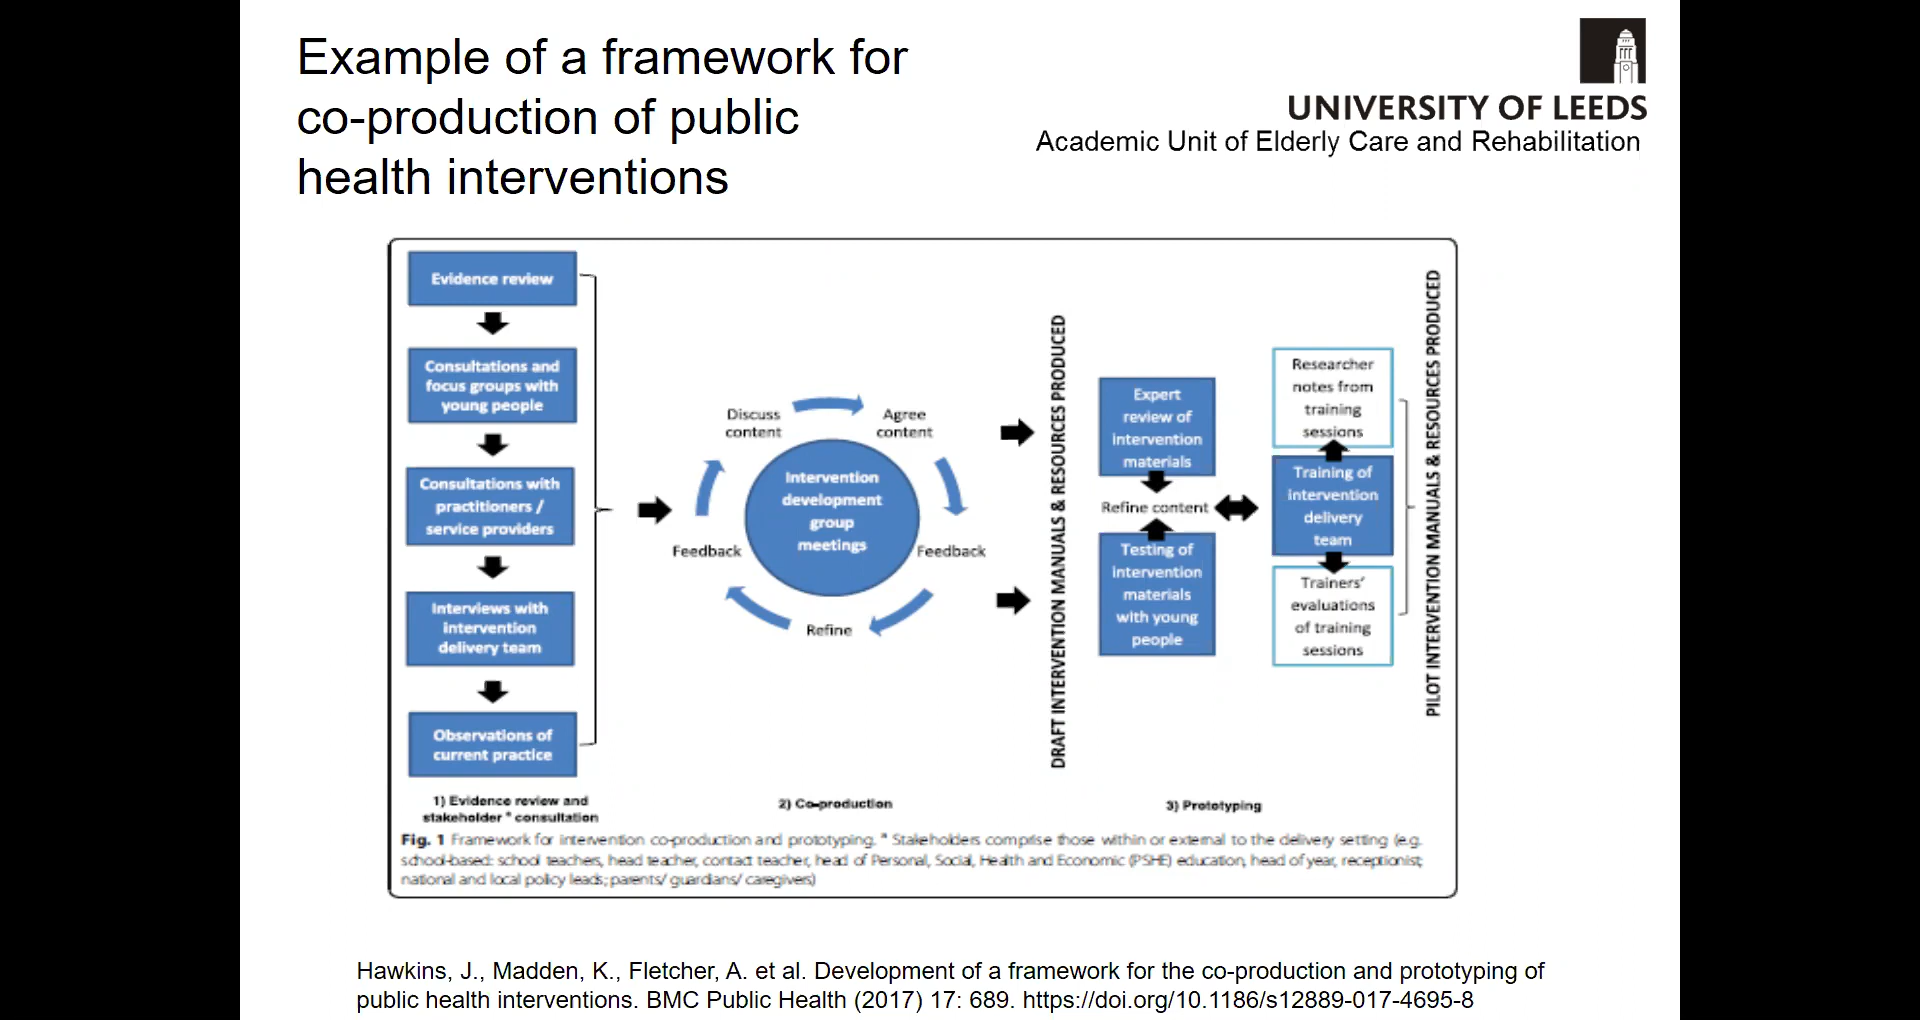 Example of a framework for
co-production of public
health interventions
UNIVERSITY OF LEEDS
Academic Unit of Elderly Care and Rehabilitation
Evidence review
Consultations and
focus groups with
young people
Consultations with
practitioners /
service providers
Interviews with
intervention
delivery team
Observations of
current practice
1) Evidence review and
stakeholder * consultation
Discuss
content
Agree
content
Intervention
development
group
meetings
Feedback
Feedback
Refine
2) Co-production
DRAFT INTERVENTION MANUALS & RESOURCES PRODUCED
Expert
review of
intervention
materials
Refine content
Testing of
intervention
materials
with young
people
Researcher
notes from
training
sessions
Training of
intervention
delivery
team
Trainers'
evaluations
of training
sessions
3) Prototyping
PILOT INTERVENTION MANUALS & RESOURCES PRODUCED
Fig. 1 Framework for intervention co-production and prototyping. * Stakeholders comprise those within or external to the delivery setting (e.g.
school-based: school teachers, head teacher, contact teacher, head of Personal, Social, Health and Economic (PSHE) education, head of year, receptionist;
national and local policy leads; parents/ guardians/ caregivers)
Hawkins, J., Madden, K., Fletcher, A. et al. Development of a framework for the co-production and prototyping of
public health interventions. BMC Public Health (2017) 17: 689. https://doi.org/10.1186/s12889-017-4695-8